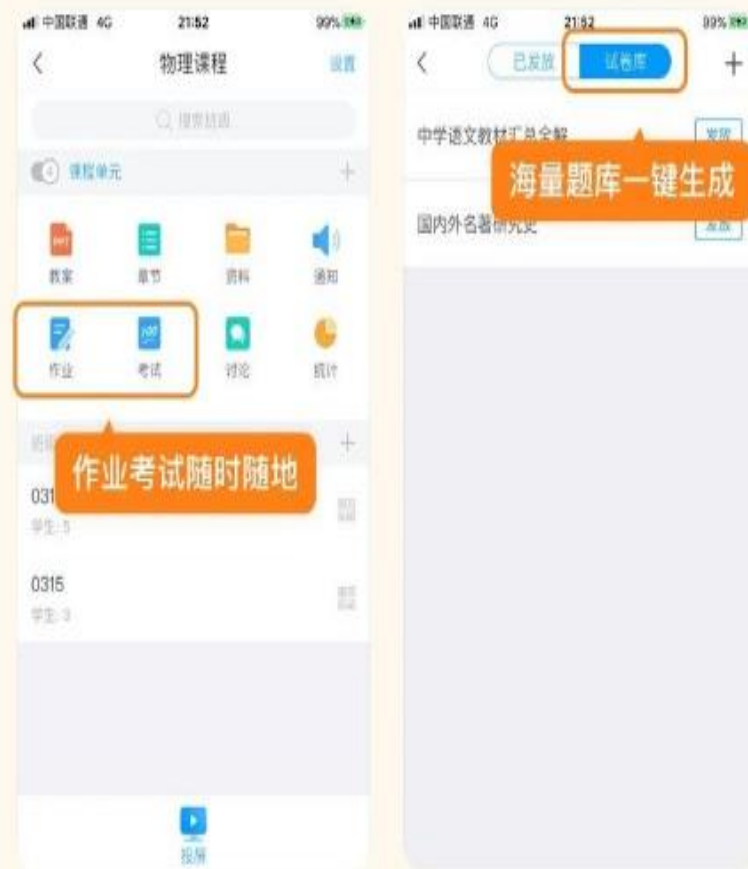 中国联通 4G 21:52 99%
物理课程 设置
课程单元
教案 章节 资料 通知
作业 考试 讨论 统计
作业考试随时随地
031
学生: 5
0315
学生: 3
投屏
中国联通 4G 21:52 99%
已发放 试卷库
中学语文教材汇总全解 发放
海量题库一键生成
国内外名著研究史 发放